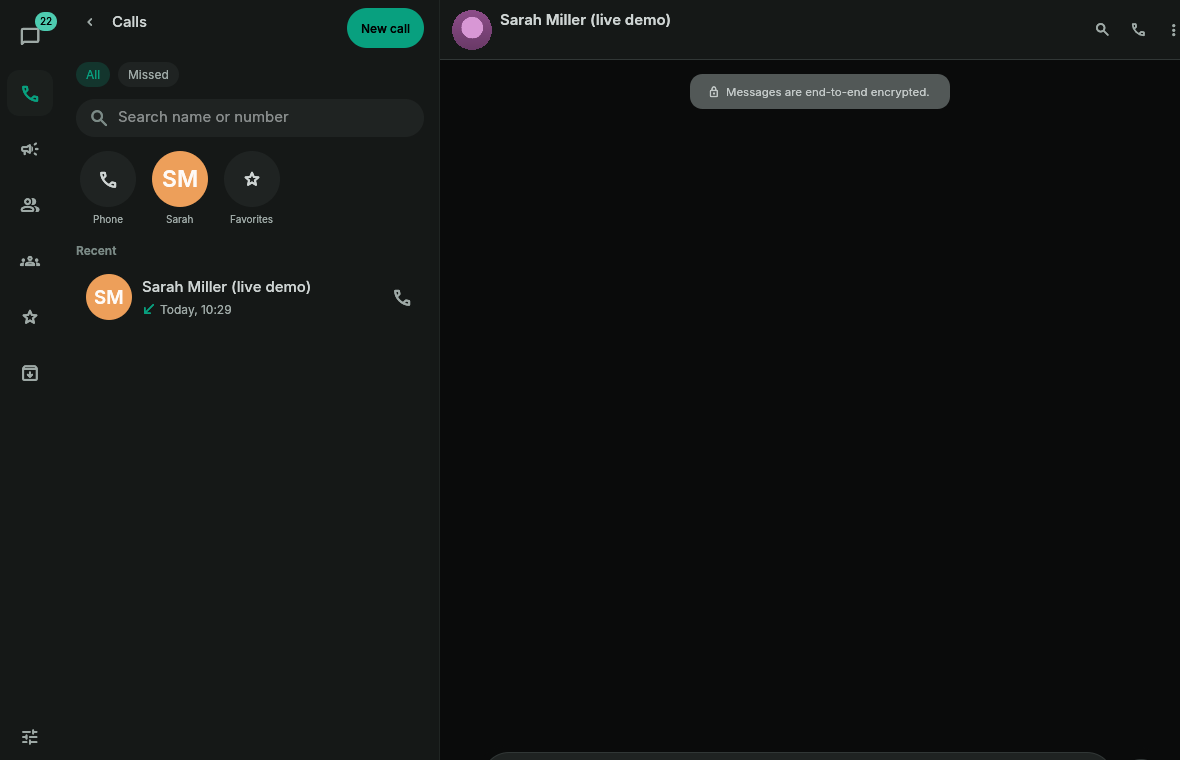 22
Calls
New call
All
Missed
Search name or number
SM
Phone
Sarah
Favorites
Recent
SM
Sarah Miller (live demo)
Today, 10:29
Sarah Miller (live demo)
Messages are end-to-end encrypted.